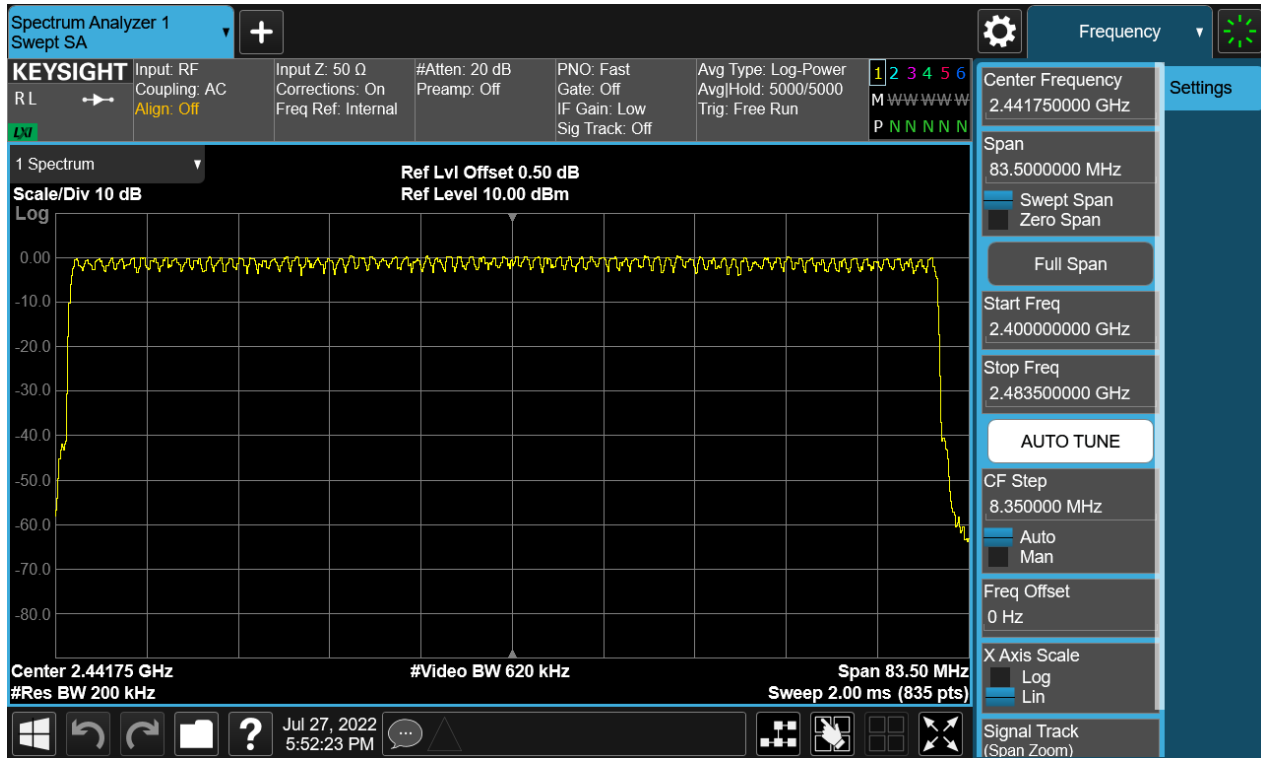 Spectrum Analyzer 1
Swept SA
Frequency
KEYSIGHT
R L
LXI
Input: RF
Coupling: AC
Align: Off
Input Z: 50 Ω
Corrections: On
Freq Ref: Internal
#Atten: 20 dB
Preamp: Off
PNO: Fast
Gate: Off
IF Gain: Low
Sig Track: Off
Avg Type: Log-Power
Avg|Hold: 5000/5000
Trig: Free Run
1 2 3 4 5 6
M W W W W W
P N N N N N
1 Spectrum
Scale/Div 10 dB
Ref Lvl Offset 0.50 dB
Ref Level 10.00 dBm
Log
0.00
-10.0
-20.0
-30.0
-40.0
-50.0
-60.0
-70.0
-80.0
Center 2.44175 GHz
#Video BW 620 kHz
Span 83.50 MHz
#Res BW 200 kHz
Sweep 2.00 ms (835 pts)
Center Frequency
2.441750000 GHz
Settings
Span
83.5000000 MHz
Swept Span
Zero Span
Full Span
Start Freq
2.400000000 GHz
Stop Freq
2.483500000 GHz
AUTO TUNE
CF Step
8.350000 MHz
Auto
Man
Freq Offset
0 Hz
X Axis Scale
Log
Lin
Signal Track
(Span Zoom)
?
Jul 27, 2022
5:52:23 PM